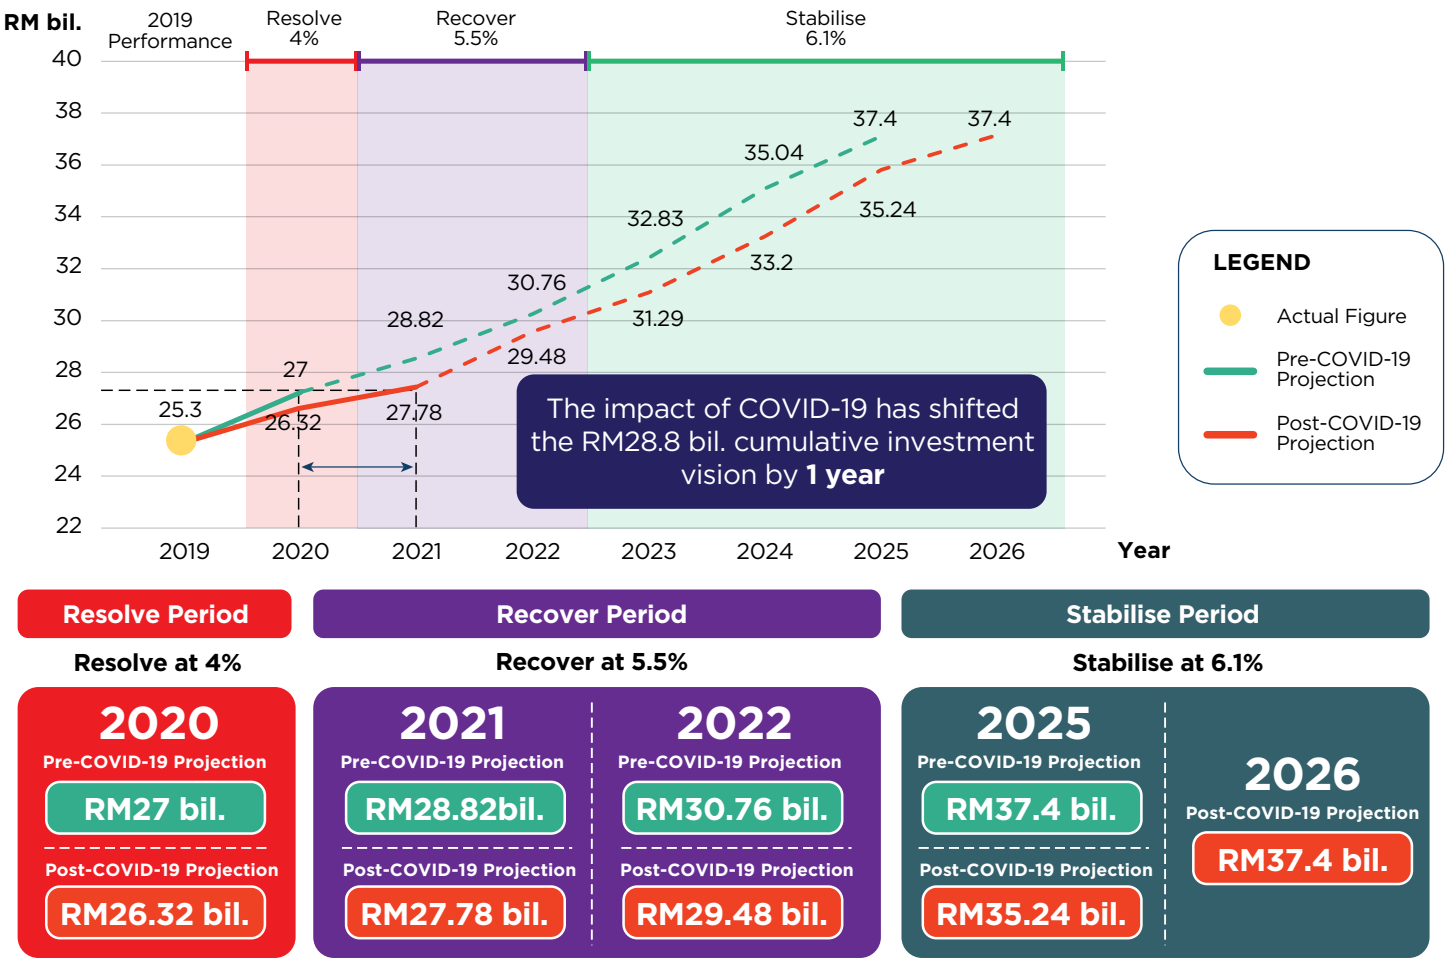 RM bil.
2019
Performance
Resolve
4%
Recover
5.5%
Stabilise
6.1%
40
38
36
34
32
30
28
26
24
22
25.3
27
26.32
28.82
27.78
30.76
29.48
32.83
31.29
35.04
33.2
37.4
35.24
37.4
The impact of COVID-19 has shifted
the RM28.8 bil. cumulative investment
vision by 1 year
2019
2020
2021
2022
2023
2024
2025
2026
Year
LEGEND
Actual Figure
Pre-COVID-19
Projection
Post-COVID-19
Projection
Resolve Period
Resolve at 4%
2020
Pre-COVID-19 Projection
RM27 bil.
Post-COVID-19 Projection
RM26.32 bil.
Recover Period
Recover at 5.5%
2021
Pre-COVID-19 Projection
RM28.82bil.
Post-COVID-19 Projection
RM27.78 bil.
2022
Pre-COVID-19 Projection
RM30.76 bil.
Post-COVID-19 Projection
RM29.48 bil.
Stabilise Period
Stabilise at 6.1%
2025
Pre-COVID-19 Projection
RM37.4 bil.
Post-COVID-19 Projection
RM35.24 bil.
2026
Post-COVID-19 Projection
RM37.4 bil.